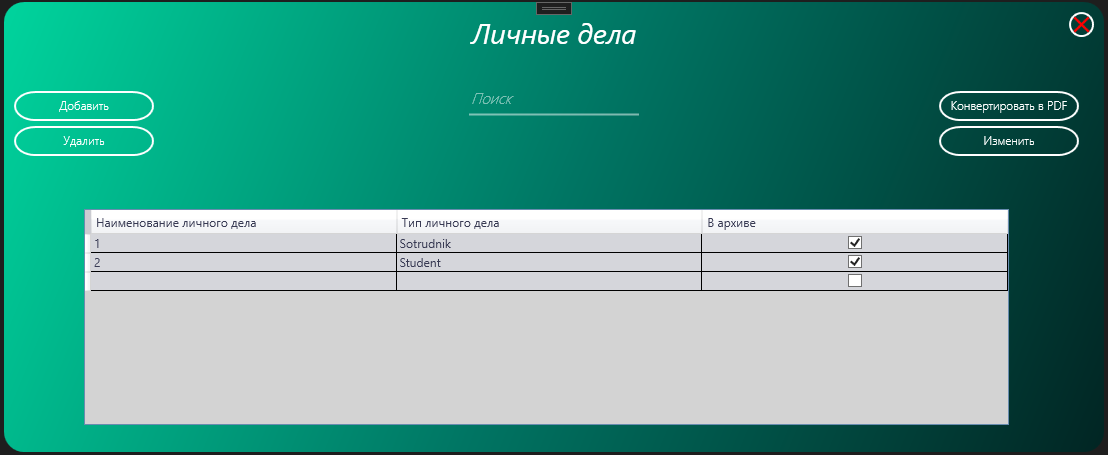 Личные дела
Добавить
Поиск
Конвертировать в PDF
Удалить
Изменить
Наименование личного дела Тип личного дела В архиве
1 Sotrudnik
2 Student